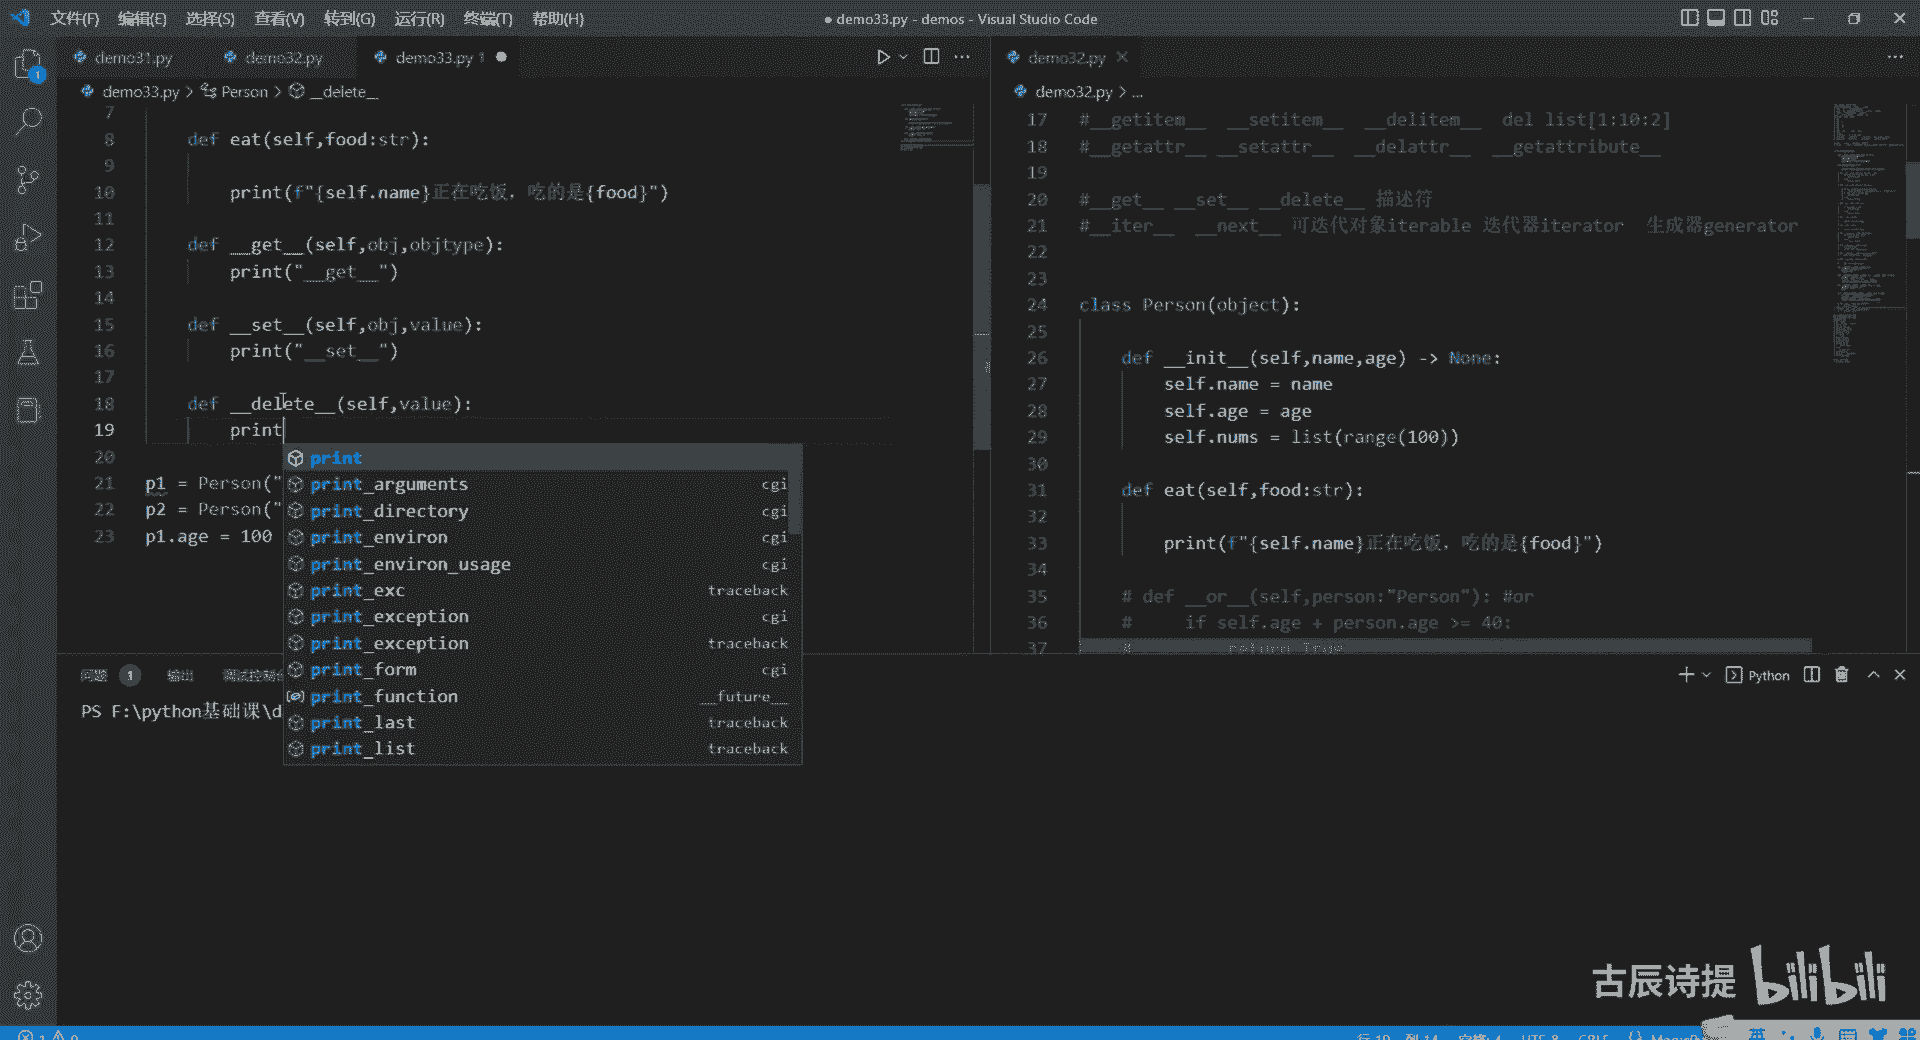 文件(F) 编辑(E) 选择(S) 查看(V) 转到(G) 运行(R) 终端(T) 帮助(H)
● demo33.py - demos - Visual Studio Code
demo31.py demo32.py demo33.py 1 ●
demo33.py > Person > __delete__
7
8 def eat(self,food:str):
9
10 print(f"{self.name}正在吃饭，吃的是{food}")
11
12 def __get__(self,obj,objtype):
13 print("__get__")
14
15 def __set__(self,obj,value):
16 print("__set__")
17
18 def __delete__(self,value):
19 print
20
21 p1 = Person("
22 p2 = Person("
23 p1.age = 100
print
print_arguments cgi
print_directory cgi
print_environ cgi
print_environ_usage cgi
print_exc traceback
print_exception cgi
print_exception traceback
print_form cgi
print_function __future__
print_last traceback
print_list traceback
demo32.py
demo32.py > ...
17 #__getitem__ __setitem__ __delitem__ del list[1:10:2]
18 #__getattr__ __setattr__ __delattr__ __getattribute__
19
20 #__get__ __set__ __delete__ 描述符
21 #__iter__ __next__ 可迭代对象iterable 迭代器iterator 生成器generator
22
23
24 class Person(object):
25
26 def __init__(self,name,age) -> None:
27 self.name = name
28 self.age = age
29 self.nums = list(range(100))
30
31 def eat(self,food:str):
32
33 print(f"{self.name}正在吃饭，吃的是{food}")
34
35 # def __or__(self,person:"Person"): #or
36 # if self.age + person.age >= 40:
37 # return True
问题 1 输出 调试控制台
Python
PS F:\python基础课\d
1
古辰诗提 bilibili